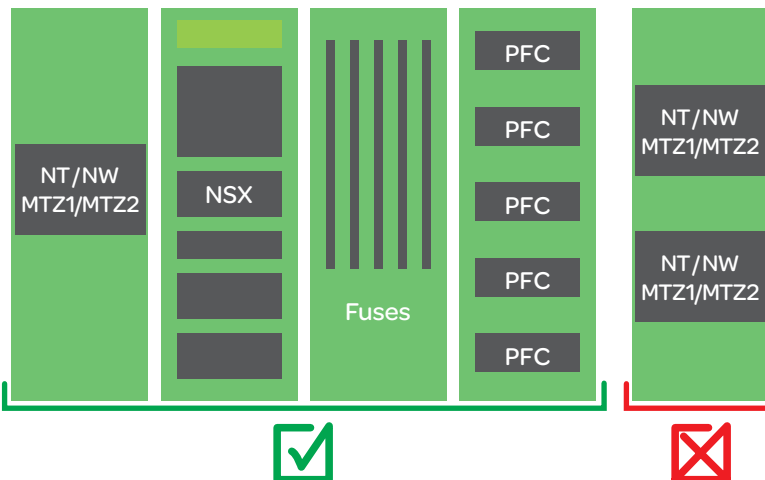 NT/NW
MTZ1/MTZ2
NSX
Fuses
PFC
PFC
PFC
PFC
PFC
NT/NW
MTZ1/MTZ2
NT/NW
MTZ1/MTZ2